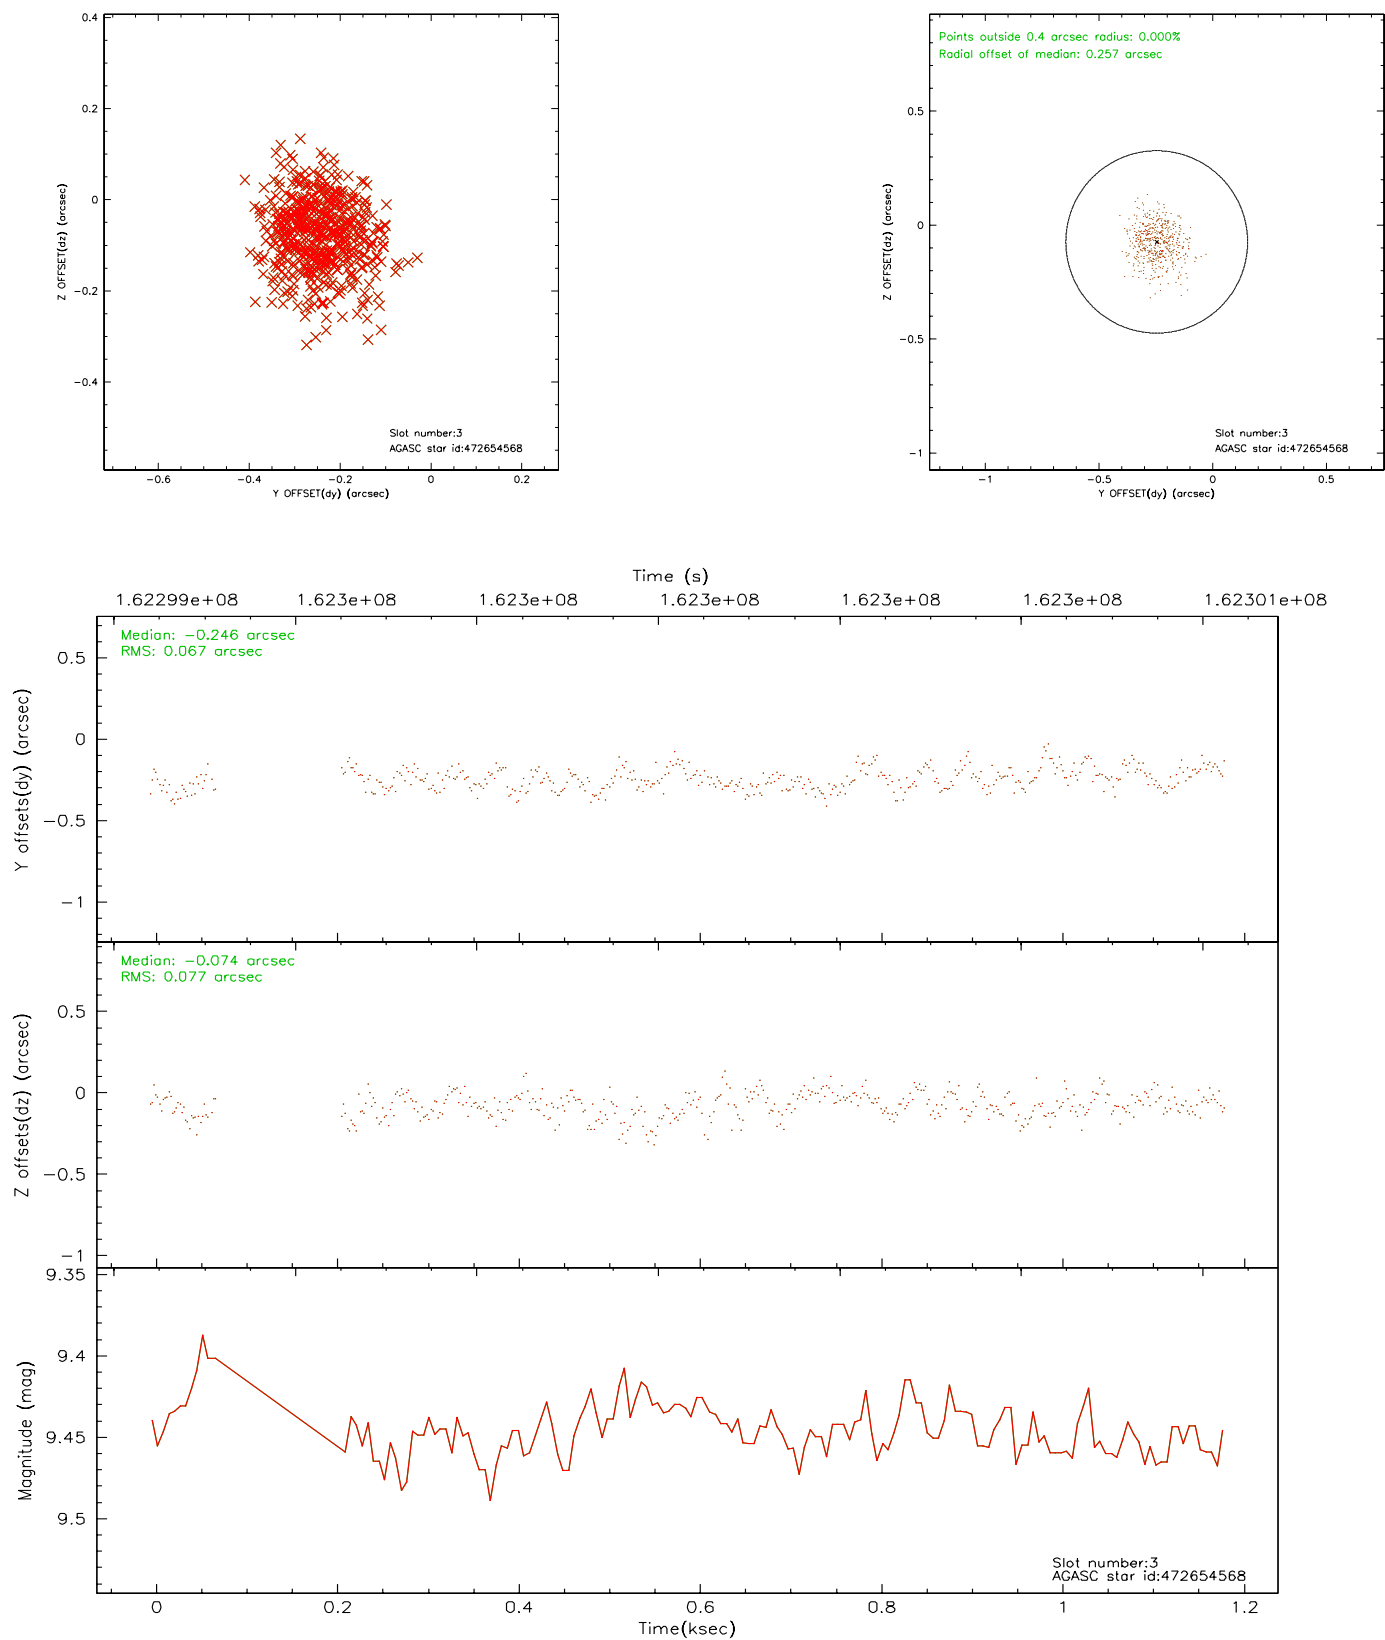 0.4
0.2
0
−0.2
−0.4
Z OFFSET(dz) (arcsec)
−0.6
−0.4
−0.2
0
0.2
Y OFFSET(dy) (arcsec)
Slot number:3
AGASC star id:472654568
Points outside 0.4 arcsec radius: 0.000%
Radial offset of median: 0.257 arcsec
0.5
0
−0.5
−1
Z OFFSET(dz) (arcsec)
−1
−0.5
0
0.5
Y OFFSET(dy) (arcsec)
Slot number:3
AGASC star id:472654568
Time (s)
1.62299e+08
1.623e+08
1.623e+08
1.623e+08
1.623e+08
1.623e+08
1.62301e+08
Median: −0.246 arcsec
RMS: 0.067 arcsec
0.5
0
−0.5
−1
Y offsets(dy) (arcsec)
Median: −0.074 arcsec
RMS: 0.077 arcsec
0.5
0
−0.5
−1
Z offsets(dz) (arcsec)
9.35
9.4
9.45
9.5
Magnitude (mag)
Slot number:3
AGASC star id:472654568
0
0.2
0.4
0.6
0.8
1
1.2
Time(ksec)